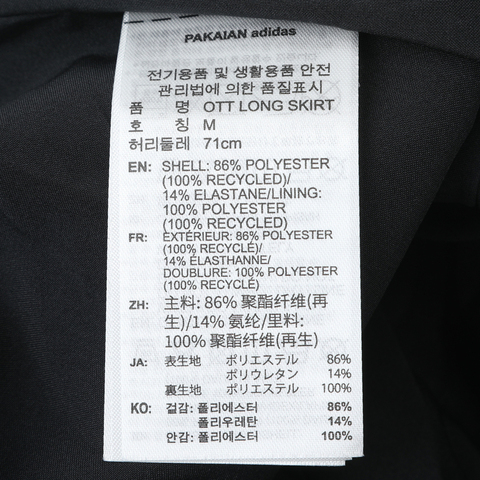 PAKAIAN adidas
전기용품 및 생활용품 안전
관리법에 의한 품질표시
품 명 OTT LONG SKIRT
호 칭 M
허리둘레 71cm
EN: SHELL: 86% POLYESTER
(100% RECYCLED)/
14% ELASTANE/LINING:
100% POLYESTER
(100% RECYCLED)
FR: EXTÉRIEUR: 86% POLYESTER
(100% RECYCLÉ)/
14% ÉLASTHANNE/
DOUBLURE: 100% POLYESTER
(100% RECYCLÉ)
ZH: 主料: 86% 聚酯纤维(再
生)/14% 氨纶/里料:
100% 聚酯纤维(再生)
JA: 表生地 ポリエステル 86%
ポリウレタン 14%
裏生地 ポリエステル 100%
KO: 겉감: 폴리에스터 86%
폴리우레탄 14%
안감: 폴리에스터 100%